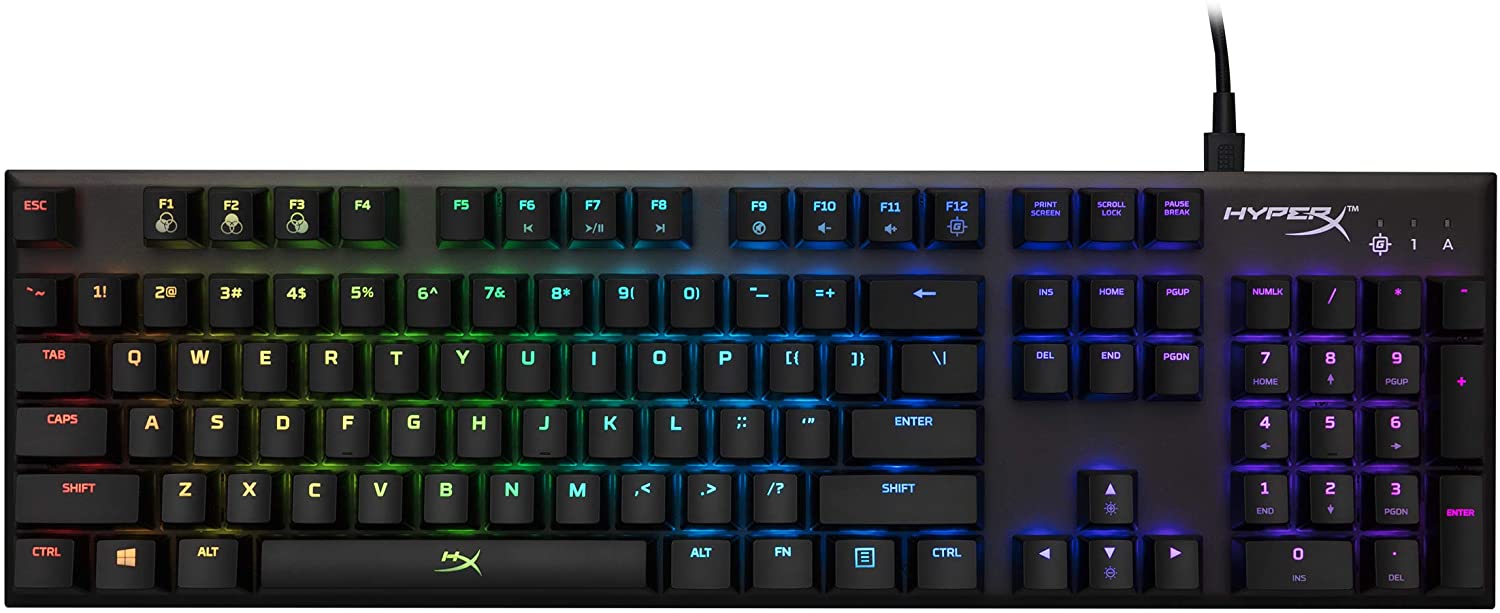 ESC F1 F2 F3 F4 F5 F6 F7 F8 F9 F10 F11 F12 PRINT SCREEN SCROLL LOCK PAUSE BREAK HYPERX™ G 1 A
`~ 1! 2@ 3# 4$ 5% 6^ 7& 8* 9( 0) -_ =+ ← INS HOME PGUP NUMLK / * -
TAB Q W E R T Y U I O P [{ ]} \| DEL END PGDN 7 HOME 8 ↑ 9 PGUP +
CAPS A S D F G H J K L ;: '" ENTER 4 ← 5 6 →
SHIFT Z X C V B N M ,< .> /? SHIFT ▲ 1 END 2 ↓ 3 PGDN ENTER
CTRL ALT HX ALT FN CTRL ◀ ▼ ▶ 0 INS . DEL